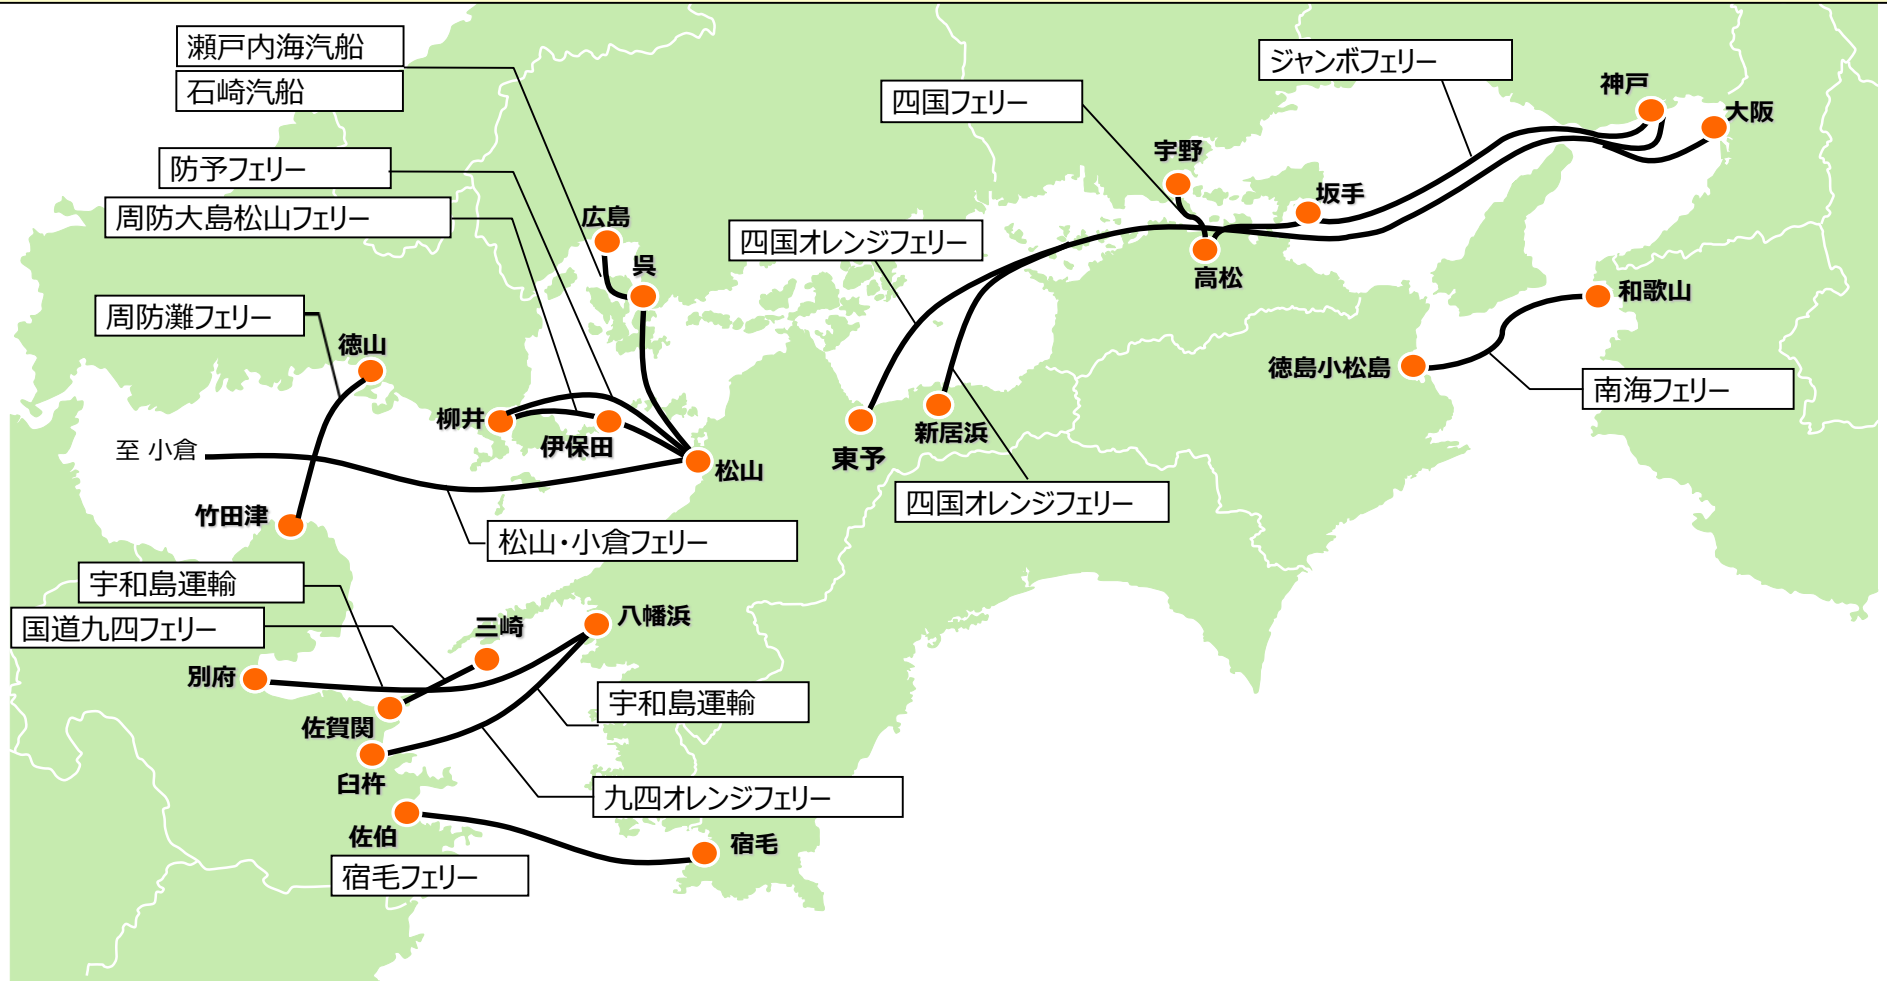 瀬戸内海汽船
石崎汽船
ジャンボフェリー
神戸
大阪
四国フェリー
宇野
防予フェリー
坂手
周防大島松山フェリー
広島
四国オレンジフェリー
呉
高松
和歌山
周防灘フェリー
徳山
徳島小松島
南海フェリー
柳井
伊保田
新居浜
東予
至 小倉
松山
四国オレンジフェリー
竹田津
松山・小倉フェリー
宇和島運輸
国道九四フェリー
三崎
八幡浜
別府
宇和島運輸
佐賀関
臼杵
九四オレンジフェリー
佐伯
宿毛
宿毛フェリー